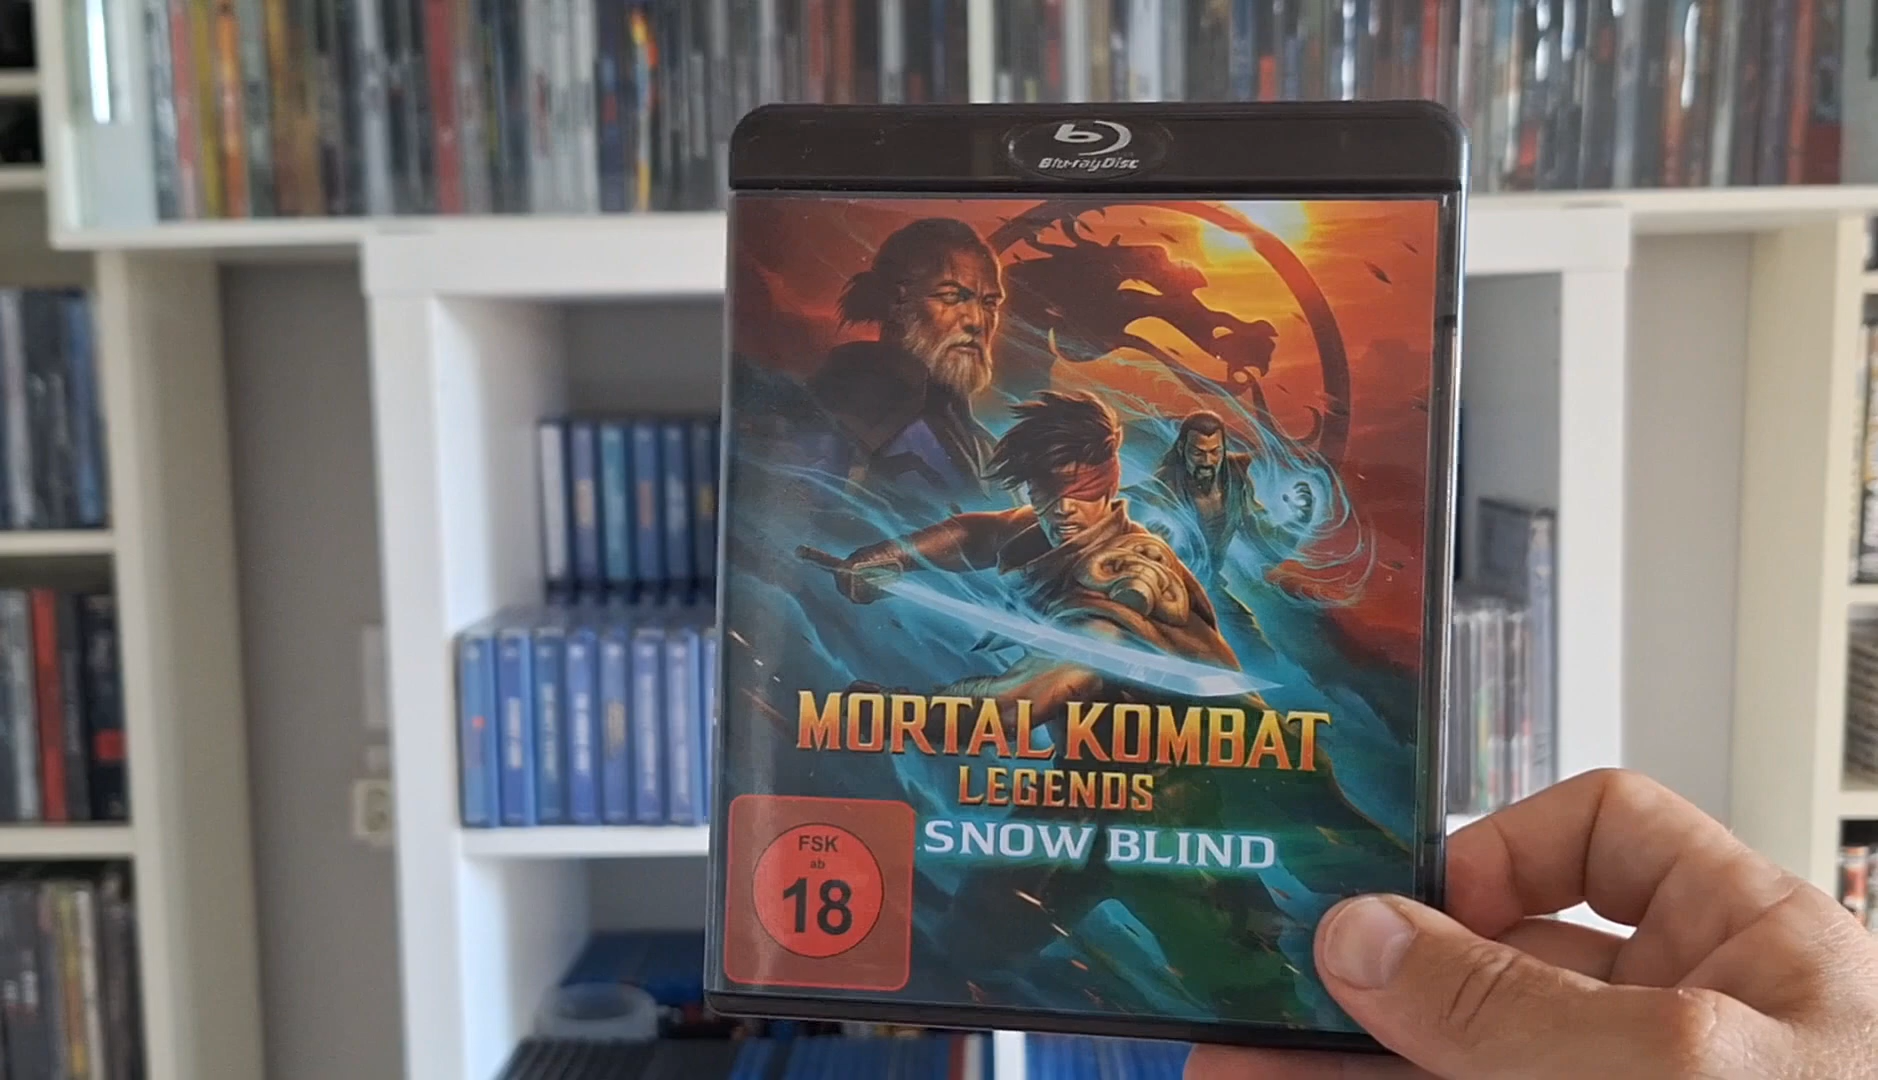 Blu-ray Disc
MORTAL KOMBAT
LEGENDS
SNOW BLIND
FSK
ab
18